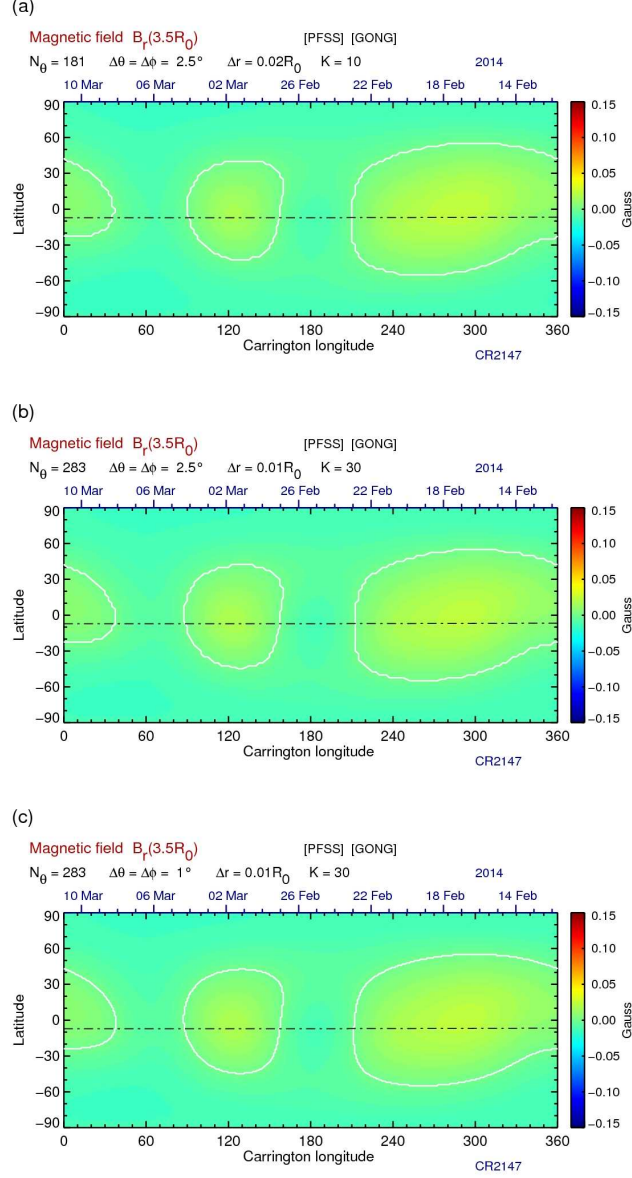 (a)
Magnetic field B_r(3.5R_0) [PFSS] [GONG]
N_θ = 181 Δθ = Δϕ = 2.5° Δr = 0.02R_0 K = 10 2014
10 Mar 06 Mar 02 Mar 26 Feb 22 Feb 18 Feb 14 Feb
90
60
30
0
−30
−60
−90
Latitude
0 60 120 180 240 300 360
Carrington longitude
CR2147
0.15
0.10
0.05
0.00
−0.05
−0.10
−0.15
Gauss
(b)
Magnetic field B_r(3.5R_0) [PFSS] [GONG]
N_θ = 283 Δθ = Δϕ = 2.5° Δr = 0.01R_0 K = 30 2014
10 Mar 06 Mar 02 Mar 26 Feb 22 Feb 18 Feb 14 Feb
90
60
30
0
−30
−60
−90
Latitude
0 60 120 180 240 300 360
Carrington longitude
CR2147
0.15
0.10
0.05
0.00
−0.05
−0.10
−0.15
Gauss
(c)
Magnetic field B_r(3.5R_0) [PFSS] [GONG]
N_θ = 283 Δθ = Δϕ = 1° Δr = 0.01R_0 K = 30 2014
10 Mar 06 Mar 02 Mar 26 Feb 22 Feb 18 Feb 14 Feb
90
60
30
0
−30
−60
−90
Latitude
0 60 120 180 240 300 360
Carrington longitude
CR2147
0.15
0.10
0.05
0.00
−0.05
−0.10
−0.15
Gauss